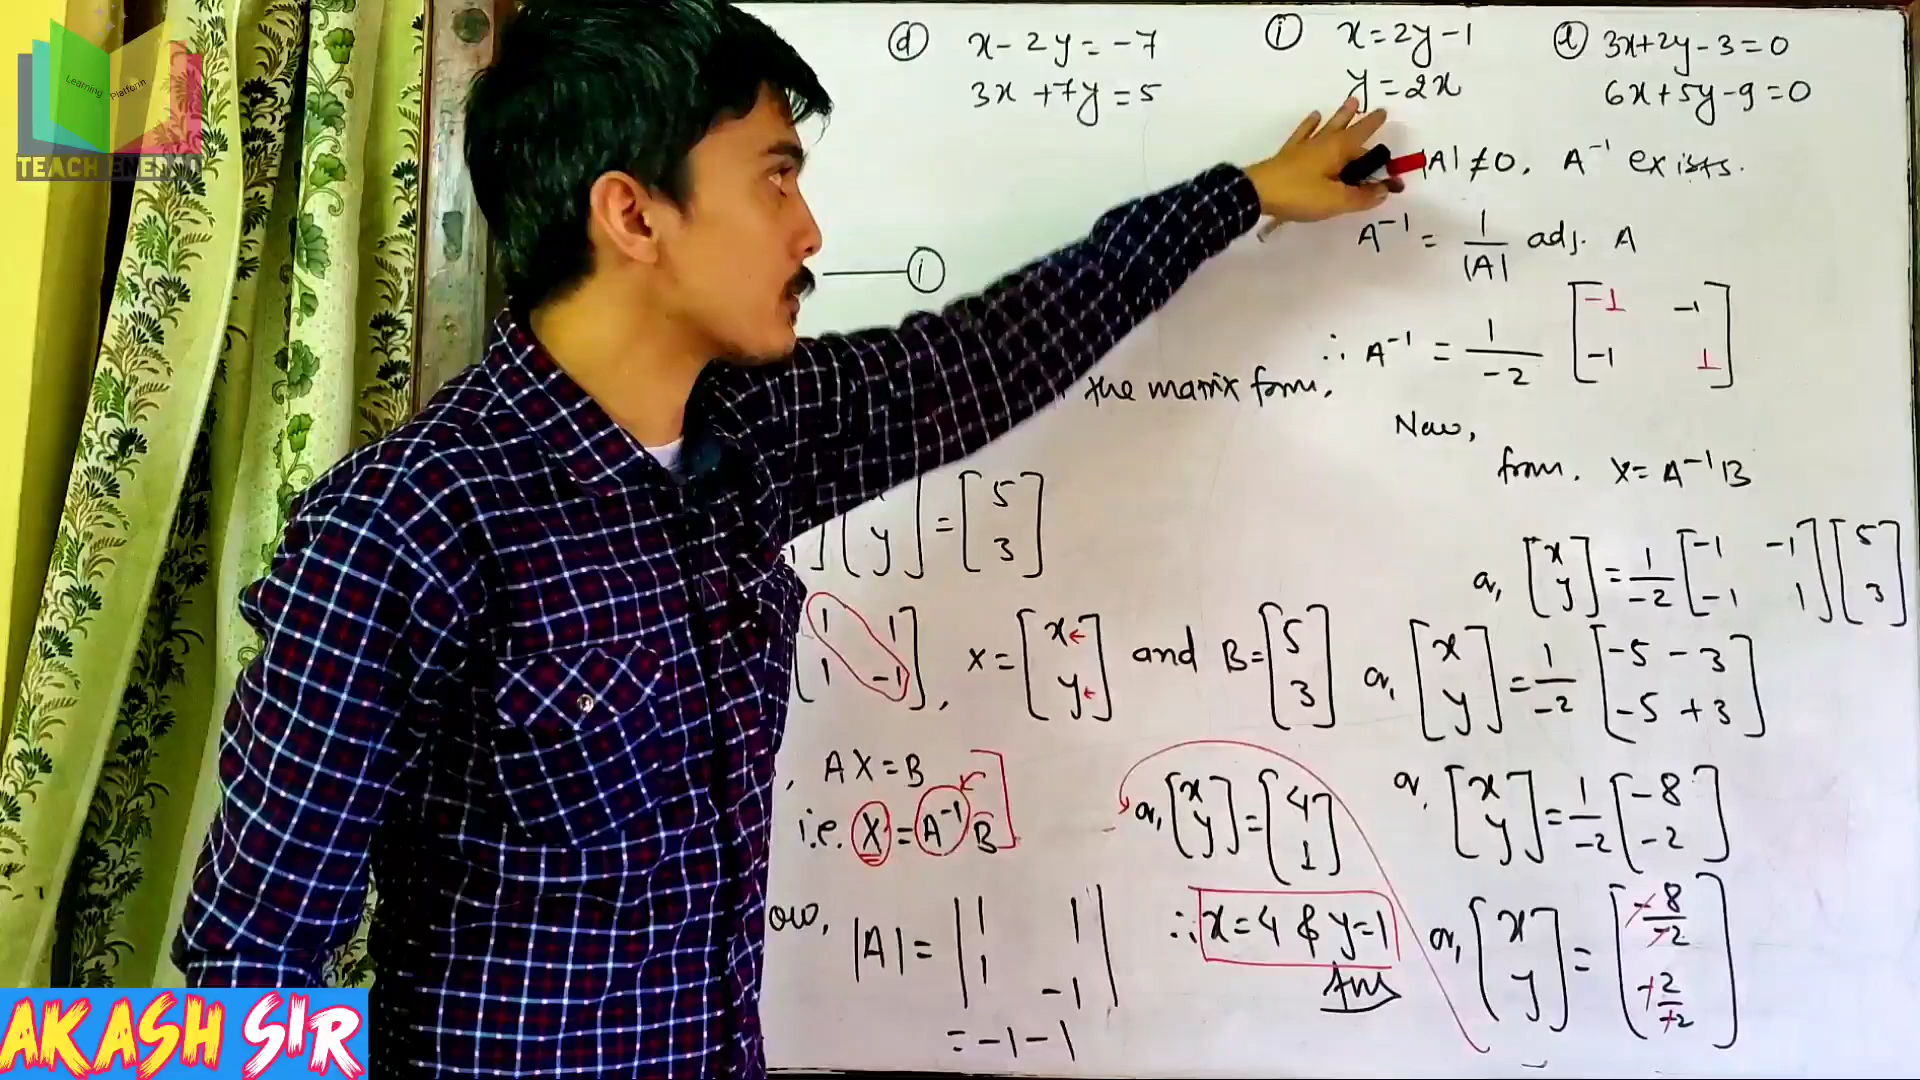 Learning Platform
TEACH
AKASH SIR
(d) x - 2y = -7
3x + 7y = 5
(i) x = 2y - 1
y = 2x
(l) 3x + 2y - 3 = 0
6x + 5y - 9 = 0
(i)
the matrix form,
y ] = [ 5
3 ]
1 1
1 -1 ], X = [ x
y ] and B = [ 5
3 ]
, AX = B
i.e. X = A⁻¹ B
|A| = | 1 1
1 -1 |
= -1 - 1
|A| ≠ 0, A⁻¹ exists.
A⁻¹ = 1/|A| adj. A
∴ A⁻¹ = 1/-2 [ -1 -1
-1 1 ]
Now,
from, X = A⁻¹B
or, [ x
y ] = 1/-2 [ -1 -1
-1 1 ] [ 5
3 ]
or, [ x
y ] = 1/-2 [ -5 - 3
-5 + 3 ]
or, [ x
y ] = 1/-2 [ -8
-2 ]
or, [ x
y ] = [ -8/-2
-2/-2 ]
or, [ x
y ] = [ 4
1 ]
∴ x = 4 & y = 1
Ans